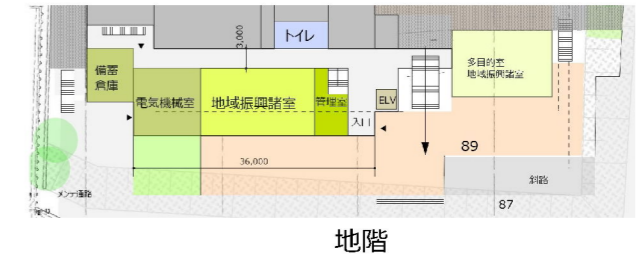 トイレ
3,000
備蓄
倉庫
多目的室
地域振興諸室
電気機械室
地域振興諸室
管理室
ELV
入口
36,000
89
斜路
メンテ通路
87
地階